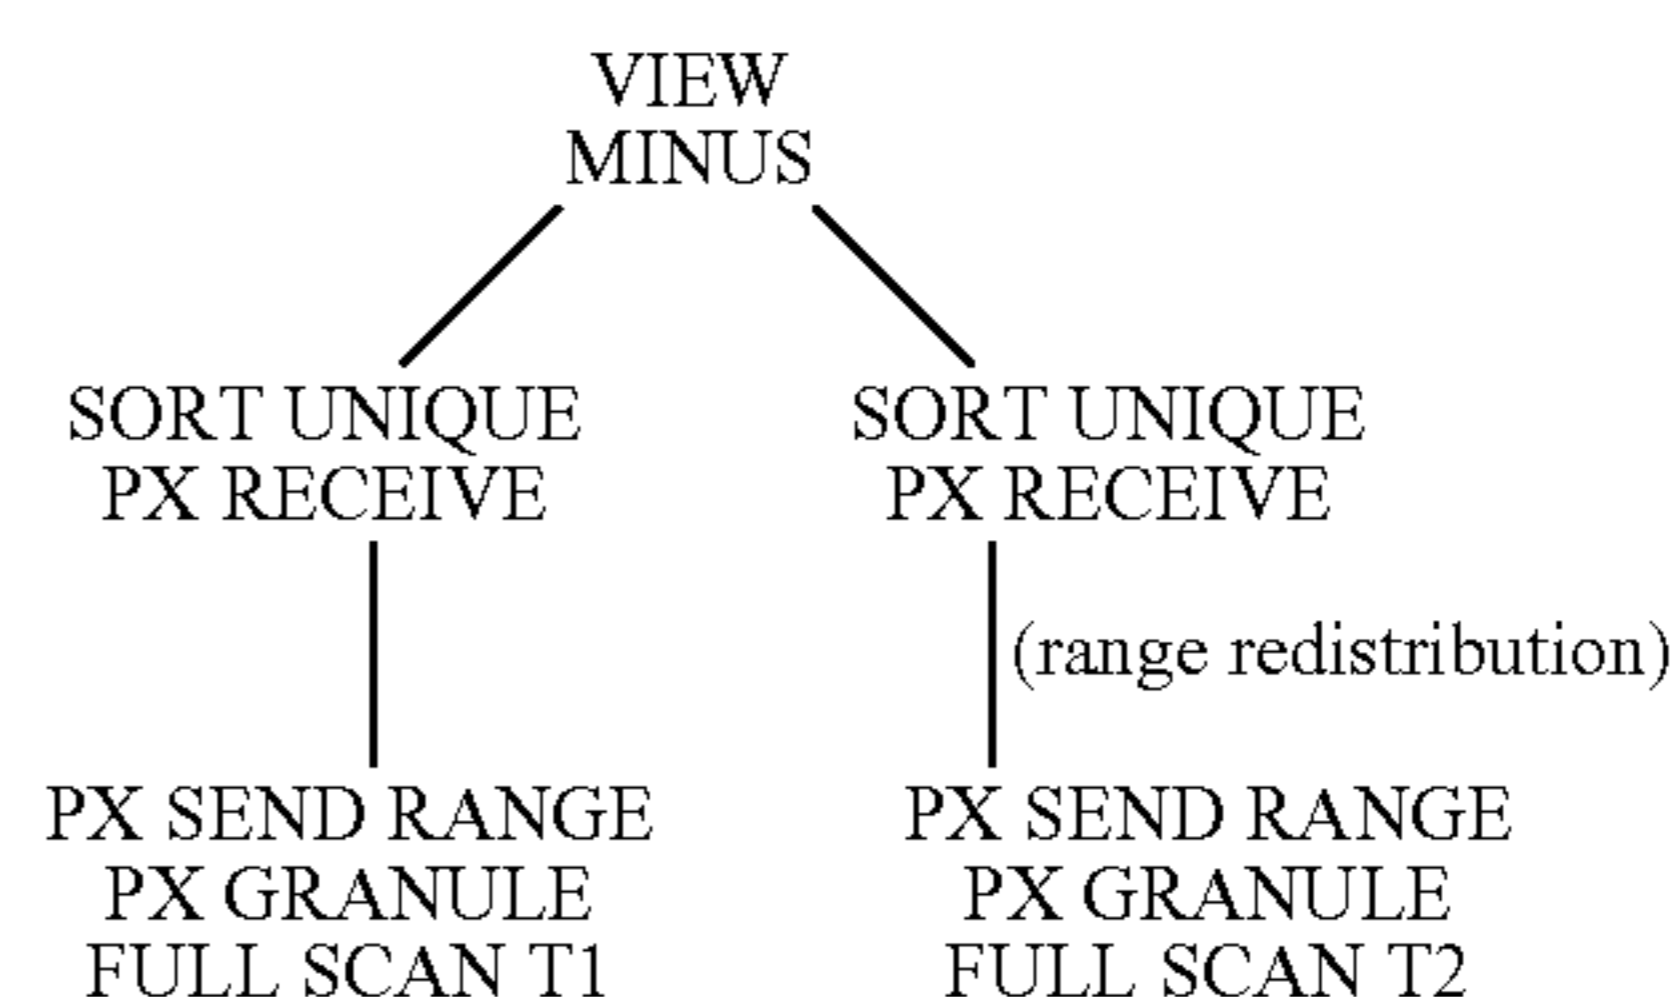 VIEW
MINUS
SORT UNIQUE
PX RECEIVE
SORT UNIQUE
PX RECEIVE
(range redistribution)
PX SEND RANGE
PX GRANULE
FULL SCAN T1
PX SEND RANGE
PX GRANULE
FULL SCAN T2